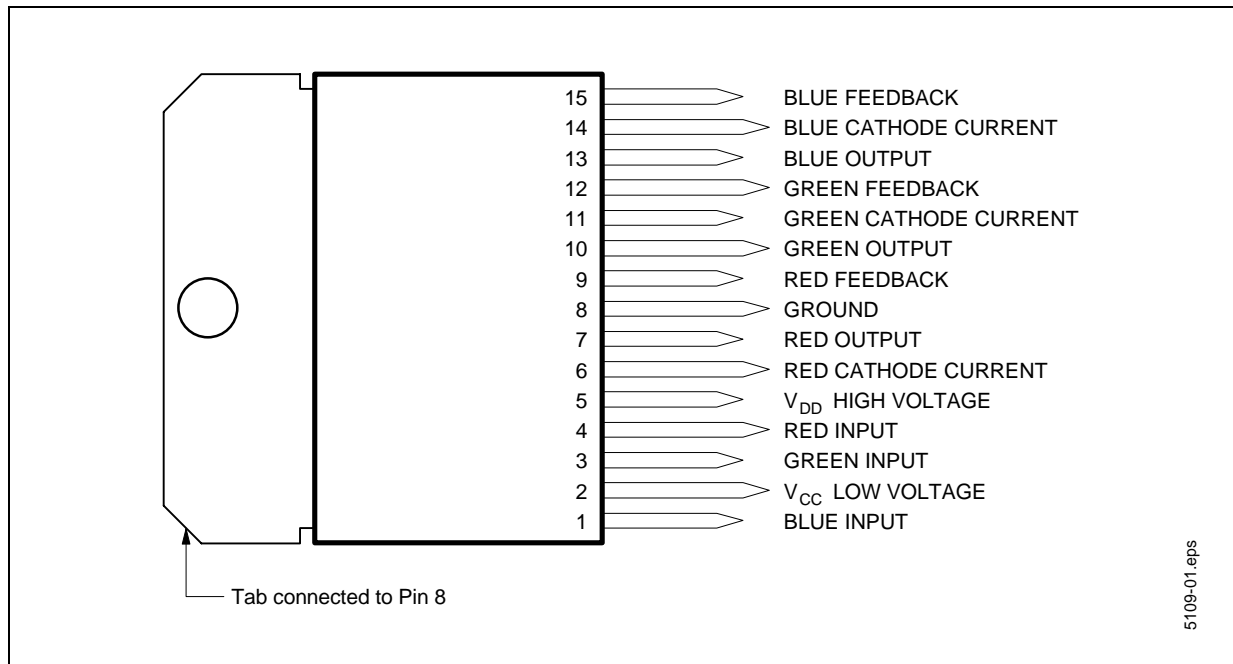 15 BLUE FEEDBACK
14 BLUE CATHODE CURRENT
13 BLUE OUTPUT
12 GREEN FEEDBACK
11 GREEN CATHODE CURRENT
10 GREEN OUTPUT
9 RED FEEDBACK
8 GROUND
7 RED OUTPUT
6 RED CATHODE CURRENT
5 VDD HIGH VOLTAGE
4 RED INPUT
3 GREEN INPUT
2 VCC LOW VOLTAGE
1 BLUE INPUT
Tab connected to Pin 8
5109-01.eps